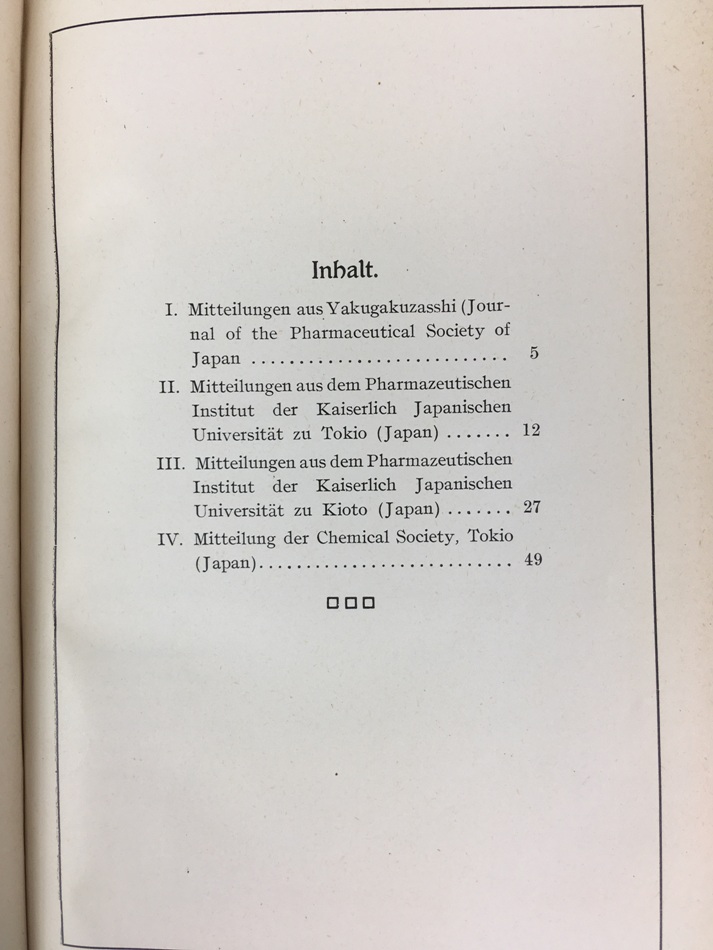 Inhalt.
I. Mitteilungen aus Yakugakuzasshi (Jour-
nal of the Pharmaceutical Society of
Japan ........................... 5
II. Mitteilungen aus dem Pharmazeutischen
Institut der Kaiserlich Japanischen
Universität zu Tokio (Japan) ....... 12
III. Mitteilungen aus dem Pharmazeutischen
Institut der Kaiserlich Japanischen
Universität zu Kioto (Japan) ....... 27
IV. Mitteilung der Chemical Society, Tokio
(Japan)........................... 49